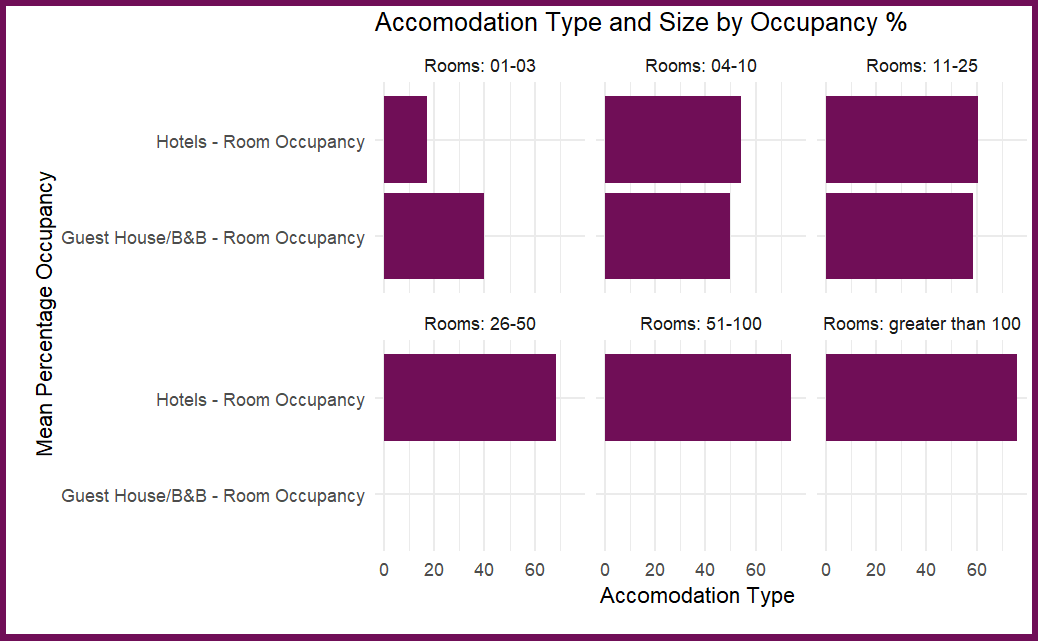 Accomodation Type and Size by Occupancy %
Rooms: 01-03
Rooms: 04-10
Rooms: 11-25
Hotels - Room Occupancy
Guest House/B&B - Room Occupancy
Mean Percentage Occupancy
Rooms: 26-50
Rooms: 51-100
Rooms: greater than 100
Hotels - Room Occupancy
Guest House/B&B - Room Occupancy
0 20 40 60
0 20 40 60
0 20 40 60
Accomodation Type